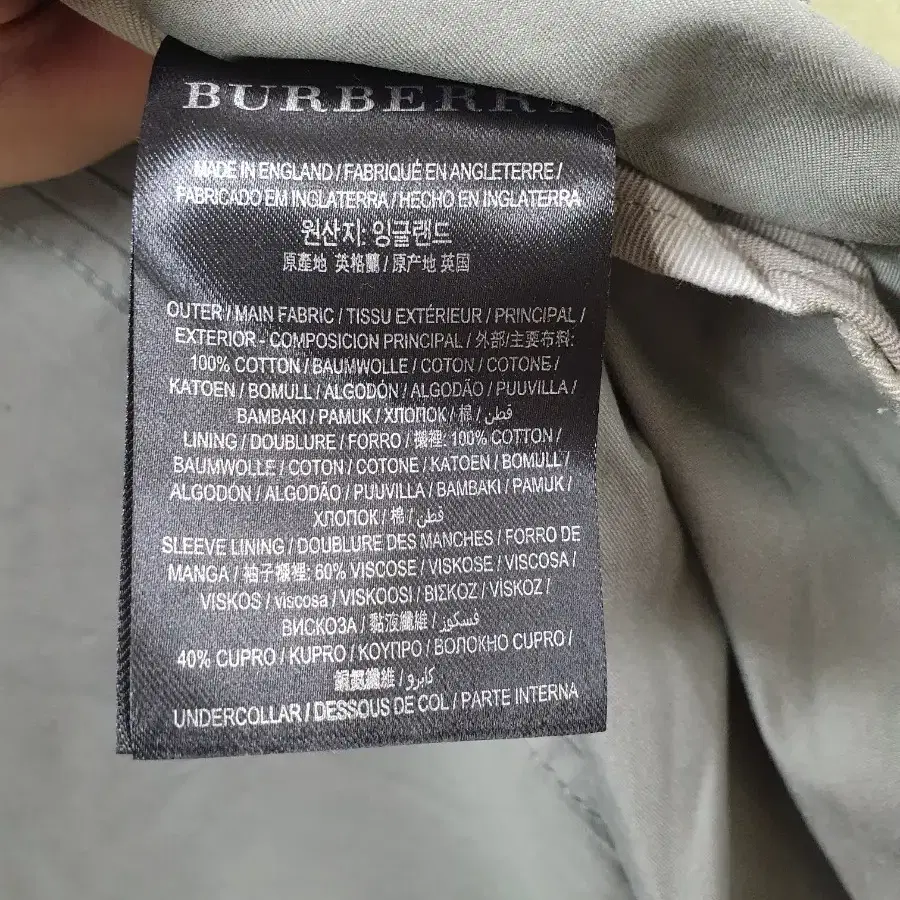 BURBERRY
MADE IN ENGLAND / FABRIQUÉ EN ANGLETERRE /
FABRICADO EM INGLATERRA / HECHO EN INGLATERRA
원산지: 잉글랜드
原產地 英格蘭 / 原产地 英国
OUTER / MAIN FABRIC / TISSU EXTÉRIEUR / PRINCIPAL /
EXTERIOR - COMPOSICION PRINCIPAL / 外部/主要布料:
100% COTTON / BAUMWOLLE / COTON / COTONE /
KATOEN / BOMULL / ALGODÓN / ALGODÃO / PUUVILLA /
BAMBAKI / PAMUK / ХЛОПОК / 棉 / قطن
LINING / DOUBLURE / FORRO / 襯裡: 100% COTTON /
BAUMWOLLE / COTON / COTONE / KATOEN / BOMULL /
ALGODÓN / ALGODÃO / PUUVILLA / BAMBAKI / PAMUK /
ХЛОПОК / 棉 / قطن
SLEEVE LINING / DOUBLURE DES MANCHES / FORRO DE
MANGA / 袖子襯裡: 60% VISCOSE / VISKOSE / VISCOSA /
VISKOS / viscosa / VISKOOSI / ΒΙΣΚΟΖ / VİSKOZ /
ВИСКОЗА / 黏液纖維 / فسكوز
40% CUPRO / KUPRO / ΚΟΥΠΡΟ / ВОЛОКНО CUPRO /
銅氨纖維 / كابرو
UNDERCOLLAR / DESSOUS DE COL / PARTE INTERNA